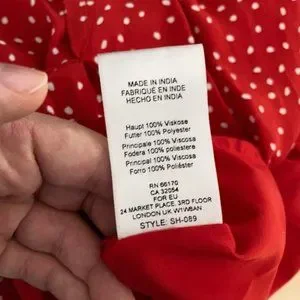 MADE IN INDIA
FABRIQUÉ EN INDE
HECHO EN INDIA
Haupt 100% Viskose
Futter 100% Polyester
Principale 100% Viscosa
Fodera 100% poliestere
Principal 100% Viscosa
Forro 100% Poliéster
RN 66170
CA 32054
FOR EU
24 MARKET PLACE, 3RD FLOOR
LONDON UK W1W8AN
STYLE: SH-089